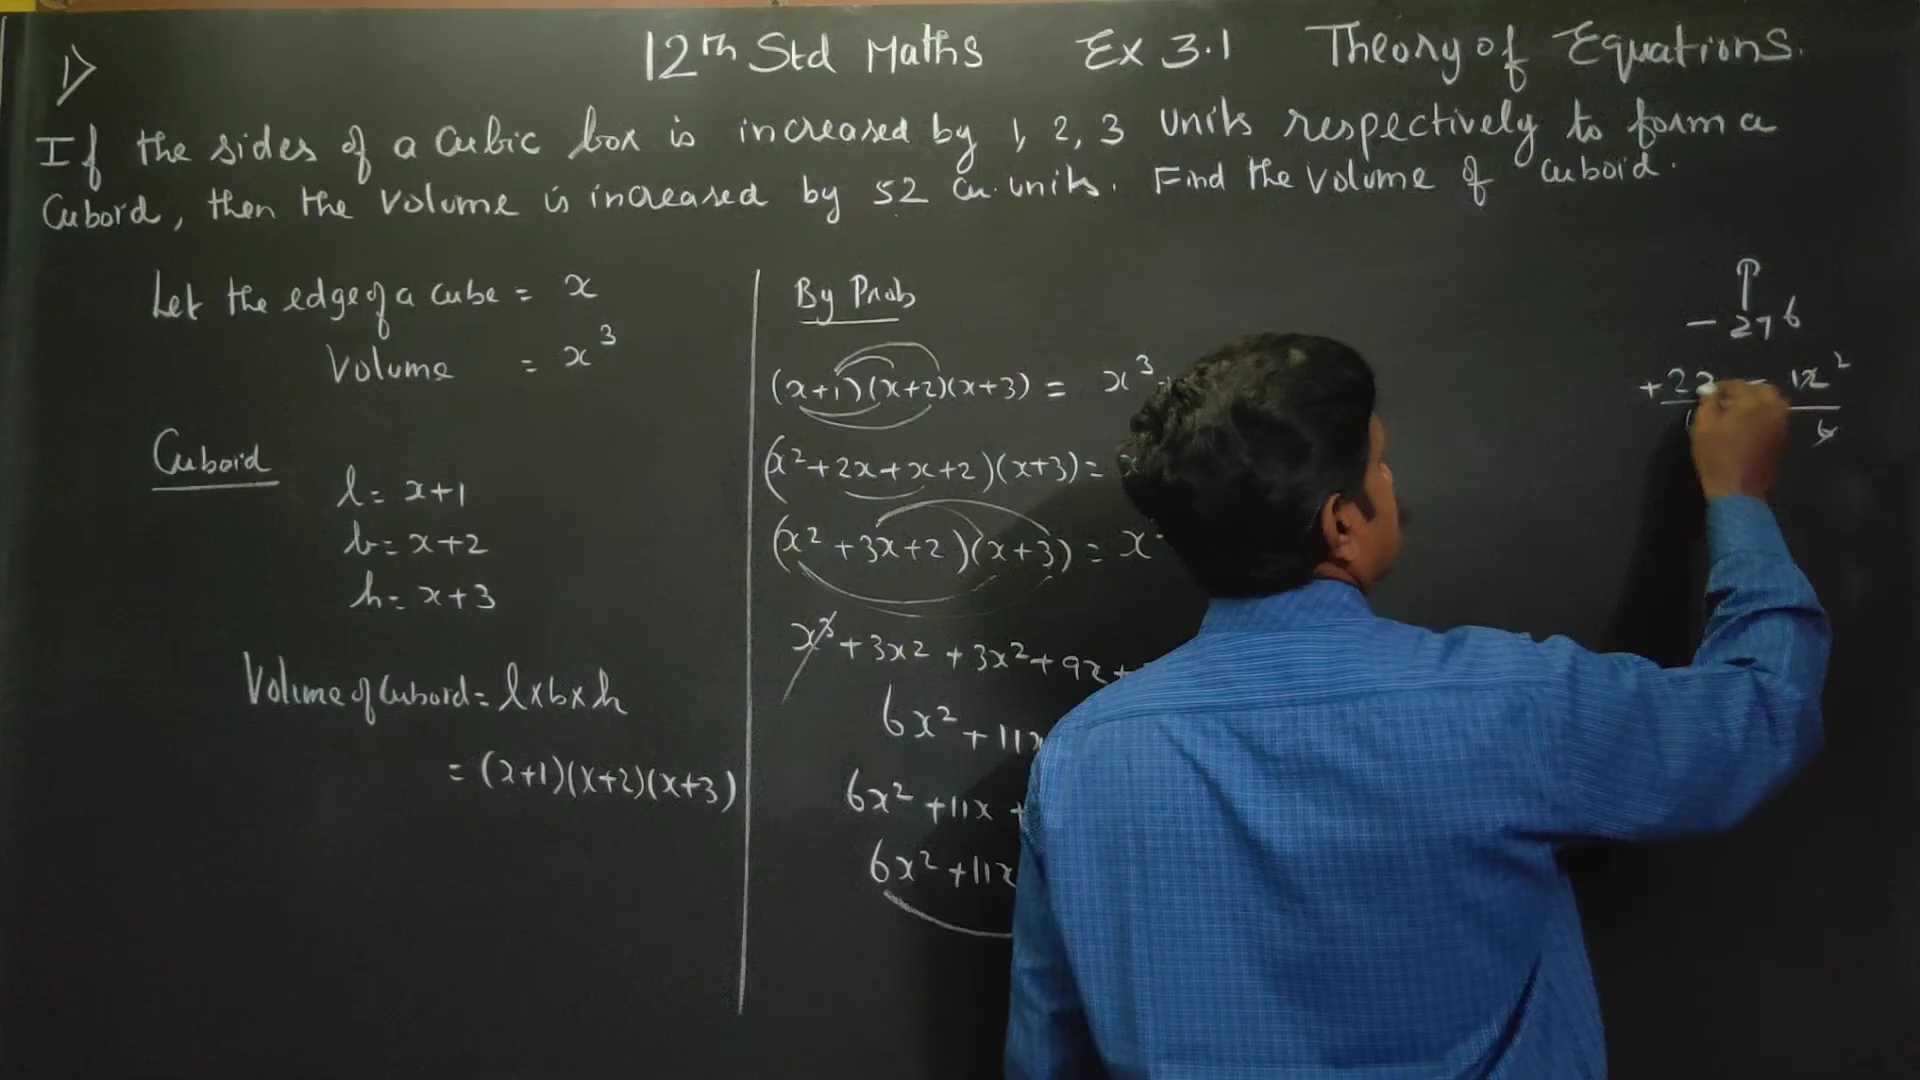 1>
12th Std Maths Ex 3.1 Theory of Equations.
If the sides of a cubic box is increased by 1, 2, 3 units respectively to form a
Cuboid, then the volume is increased by 52 cu. units. Find the volume of cuboid.
Let the edge of a cube = x
Volume = x³
Cuboid
l = x+1
b = x+2
h = x+3
Volume of Cuboid = l×b×h
= (x+1)(x+2)(x+3)
By Prob
(x+1)(x+2)(x+3) = x³
(x²+2x+x+2)(x+3) =
(x²+3x+2)(x+3) = x
x³+3x2+3x²+9x+
6x²+11x
6x²+11x+
6x²+11x
-276
+ - 12²
6